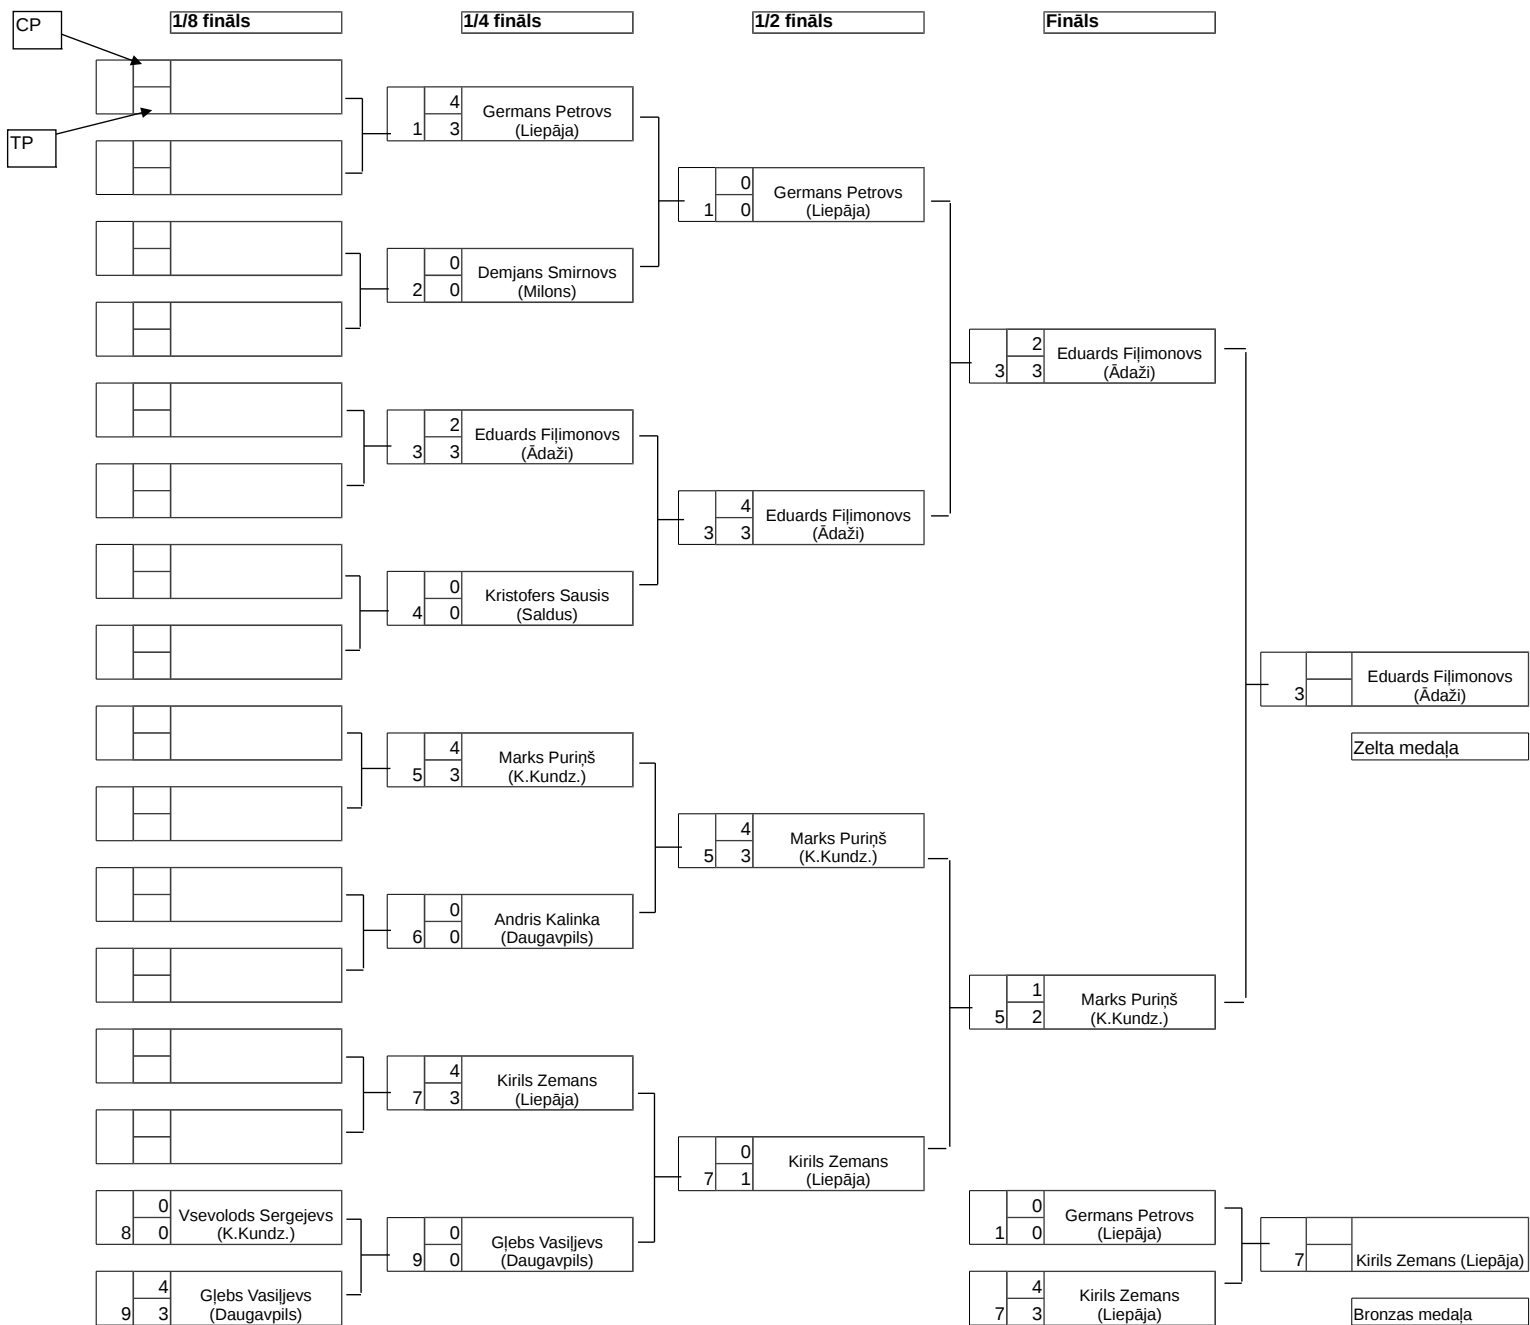 CP
TP
1/8 fināls
1/4 fināls
1/2 fināls
Fināls
8
0
0
Vsevolods Sergejevs
(K.Kundz.)
9
4
3
Gļebs Vasiļjevs
(Daugavpils)
1
4
3
Germans Petrovs
(Liepāja)
2
0
0
Demjans Smirnovs
(Milons)
3
2
3
Eduards Fiļimonovs
(Ādaži)
4
0
0
Kristofers Sausis
(Saldus)
5
4
3
Marks Puriņš
(K.Kundz.)
6
0
0
Andris Kalinka
(Daugavpils)
7
4
3
Kirils Zemans
(Liepāja)
9
0
0
Gļebs Vasiļjevs
(Daugavpils)
1
0
0
Germans Petrovs
(Liepāja)
3
4
3
Eduards Fiļimonovs
(Ādaži)
5
4
3
Marks Puriņš
(K.Kundz.)
7
0
1
Kirils Zemans
(Liepāja)
3
2
3
Eduards Fiļimonovs
(Ādaži)
5
1
2
Marks Puriņš
(K.Kundz.)
3
Eduards Fiļimonovs
(Ādaži)
Zelta medaļa
1
0
0
Germans Petrovs
(Liepāja)
7
4
3
Kirils Zemans
(Liepāja)
7
Kirils Zemans (Liepāja)
Bronzas medaļa